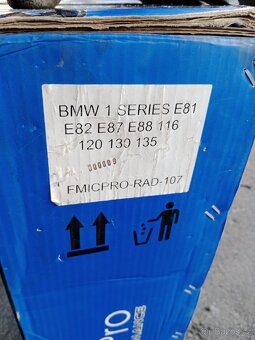 BMW 1 SERIES E81
E82 E87 E88 116
120 130 135
FMICPRO-RAD-107